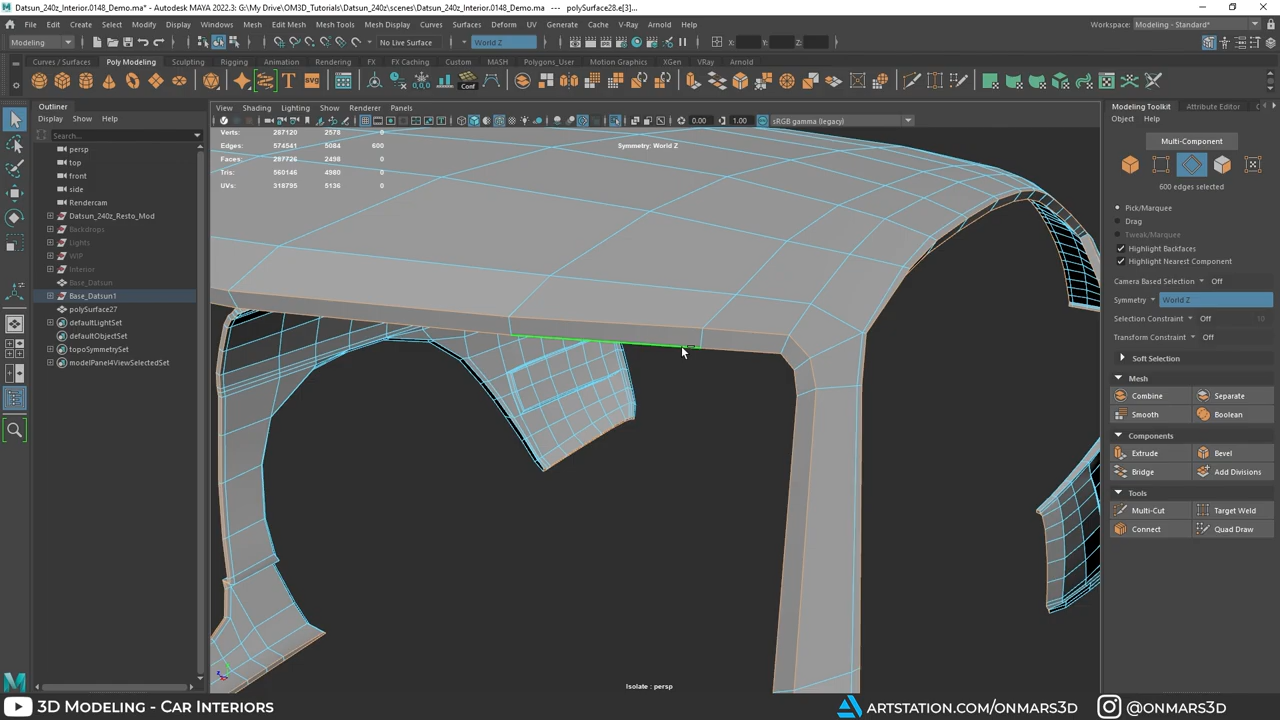 Datsun_240z_Interior.0148_Demo.ma* - Autodesk MAYA 2022.3: G:\My Drive\OM3D_Tutorials\Datsun_240z\scenes\Datsun_240z_Interior.0148_Demo.ma --- polySurface28.e[3]...
File Edit Create Select Modify Display Windows Mesh Edit Mesh Mesh Tools Mesh Display Curves Surfaces Deform UV Generate Cache V-Ray Arnold Help
Workspace: Modeling - Standard*
Modeling No Live Surface World Z X: Y: Z:
Curves / Surfaces Poly Modeling Sculpting Rigging Animation Rendering FX FX Caching Custom MASH Polygons_User Motion Graphics XGen VRay Arnold
Conf
Outliner
Display Show Help
Search...
persp
top
front
side
Rendercam
Datsun_240z_Resto_Mod
Backdrops
Lights
WIP
Interior
Base_Datsun
Base_Datsun1
polySurface27
defaultLightSet
defaultObjectSet
topoSymmetrySet
modelPanel4ViewSelectedSet
View Shading Lighting Show Renderer Panels
0.00 1.00 sRGB gamma (legacy)
Verts: 287120 2578 0
Edges: 574541 5084 600
Faces: 287726 2498 0
Tris: 560146 4980 0
UVs: 318795 5136 0
Symmetry: World Z
Isolate : persp
Modeling Toolkit Attribute Editor
Object Help
Multi-Component
600 edges selected
Pick/Marquee
Drag
Tweak/Marquee
Highlight Backfaces
Highlight Nearest Component
Camera Based Selection Off
Symmetry World Z
Selection Constraint Off 10
Transform Constraint Off
Soft Selection
Mesh
Combine Separate
Smooth Boolean
Components
Extrude Bevel
Bridge Add Divisions
Tools
Multi-Cut Target Weld
Connect Quad Draw
3D Modeling - CAR INTERIORS
ARTSTATION.COM/ONMARS3D
@ONMARS3D